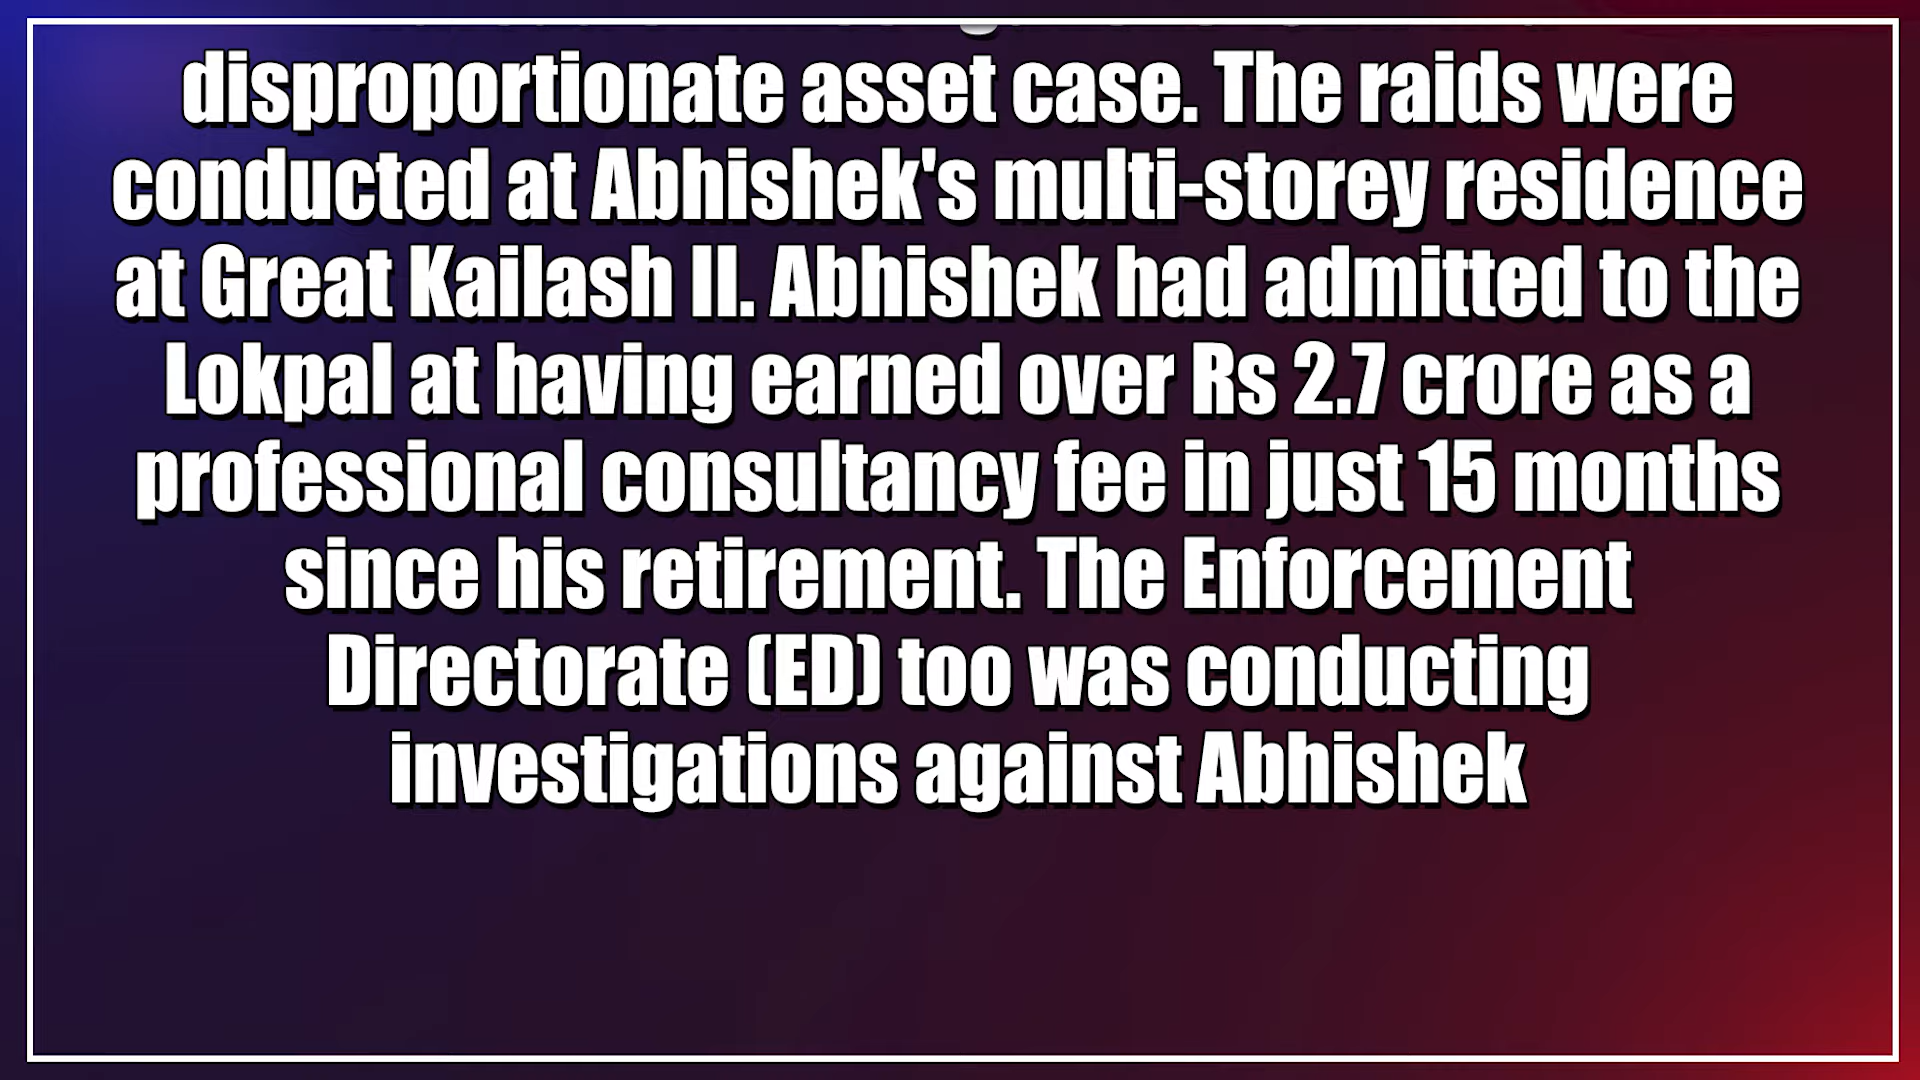 disproportionate asset case. The raids were
conducted at Abhishek's multi-storey residence
at Great Kailash II. Abhishek had admitted to the
Lokpal at having earned over Rs 2.7 crore as a
professional consultancy fee in just 15 months
since his retirement. The Enforcement
Directorate (ED) too was conducting
investigations against Abhishek